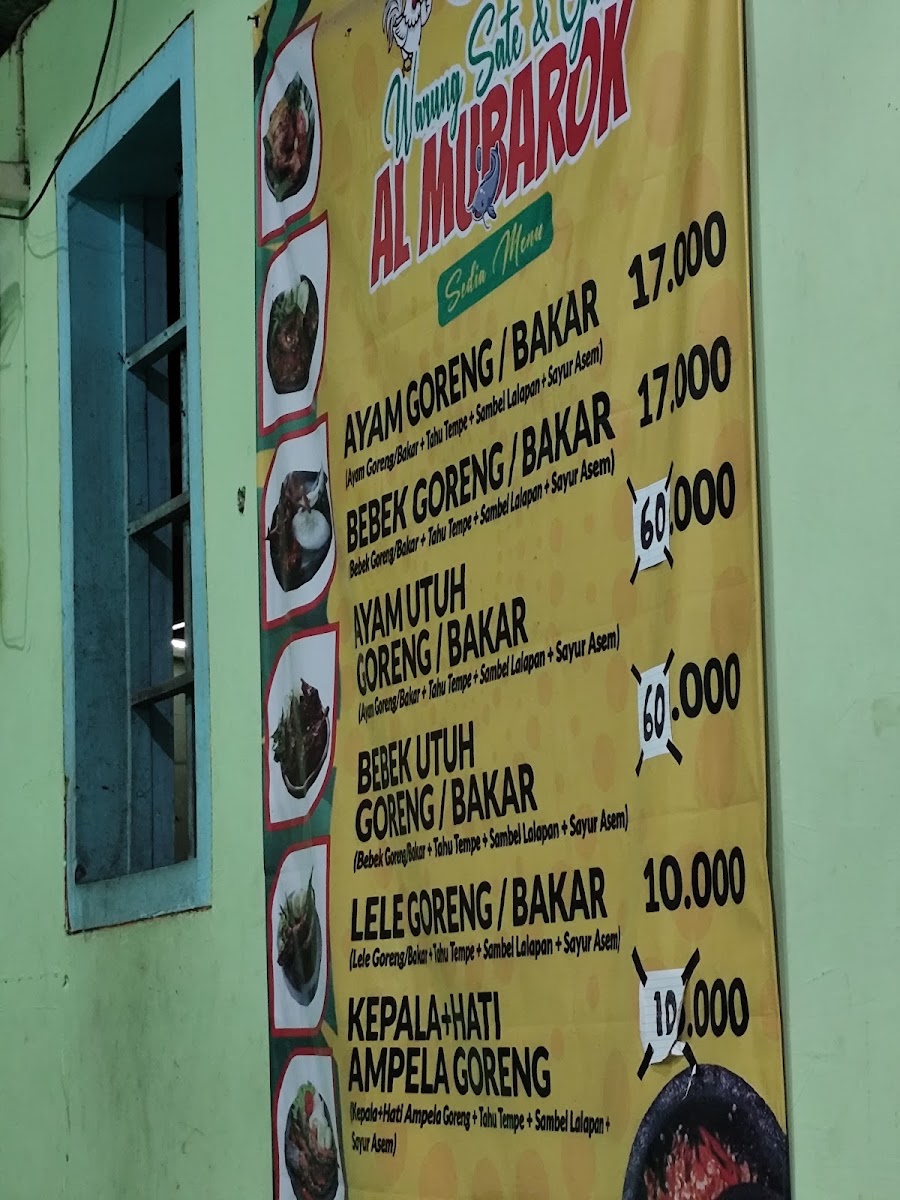 Warung Sate &
AL MUBAROK
Sedia Menu
AYAM GORENG / BAKAR 17.000
(Ayam Goreng/Bakar + Tahu Tempe + Sambel Lalapan + Sayur Asem)
BEBEK GORENG / BAKAR 17.000
Bebek Goreng/Bakar + Tahu Tempe + Sambel Lalapan + Sayur Asem)
AYAM UTUH 60.000
GORENG / BAKAR
(Ayam Goreng/Bakar + Tahu Tempe + Sambel Lalapan + Sayur Asem)
BEBEK UTUH 60.000
GORENG / BAKAR
(Bebek Goreng/Bakar + Tahu Tempe + Sambel Lalapan + Sayur Asem)
LELE GORENG / BAKAR 10.000
(Lele Goreng/Bakar + Tahu Tempe + Sambel Lalapan + Sayur Asem)
KEPALA+HATI 10.000
AMPELA GORENG
(Kepala+Hati Ampela Goreng + Tahu Tempe + Sambel Lalapan +
Sayur Asem)